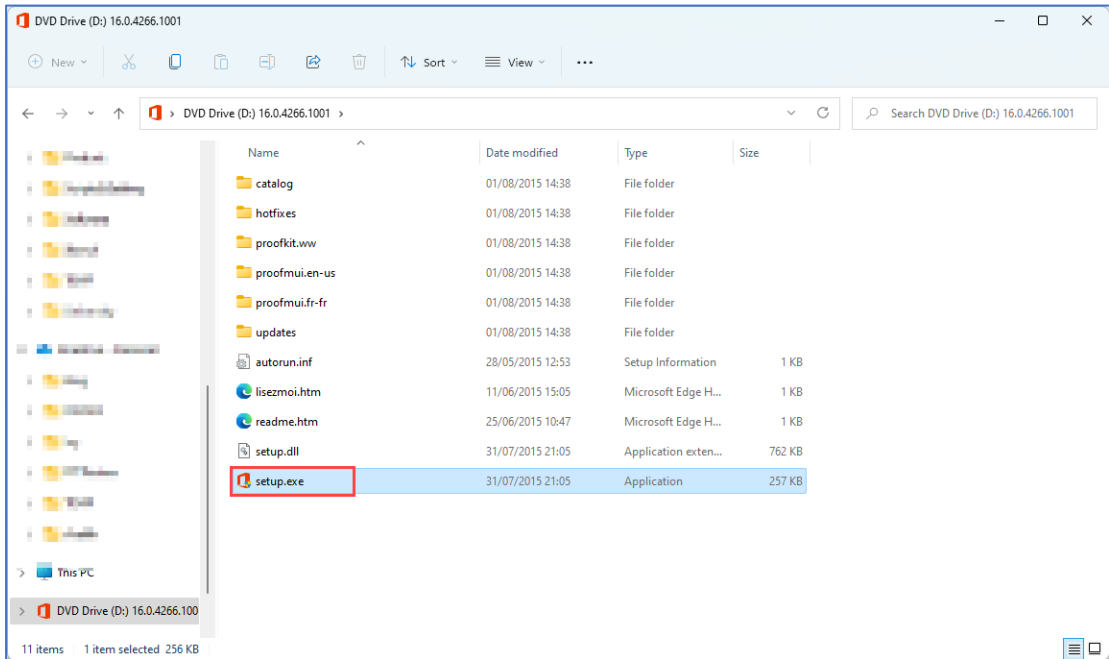 DVD Drive (D:) 16.0.4266.1001
New Sort View ...
DVD Drive (D:) 16.0.4266.1001 Search DVD Drive (D:) 16.0.4266.1001
Name Date modified Type Size
catalog 01/08/2015 14:38 File folder
hotfixes 01/08/2015 14:38 File folder
proofkit.ww 01/08/2015 14:38 File folder
proofmui.en-us 01/08/2015 14:38 File folder
proofmui.fr-fr 01/08/2015 14:38 File folder
updates 01/08/2015 14:38 File folder
autorun.inf 28/05/2015 12:53 Setup Information 1 KB
lisezmoi.htm 11/06/2015 15:05 Microsoft Edge H... 1 KB
readme.htm 25/06/2015 10:47 Microsoft Edge H... 1 KB
setup.dll 31/07/2015 21:05 Application exten... 762 KB
setup.exe 31/07/2015 21:05 Application 257 KB
This PC
DVD Drive (D:) 16.0.4266.100
11 items 1 item selected 256 KB